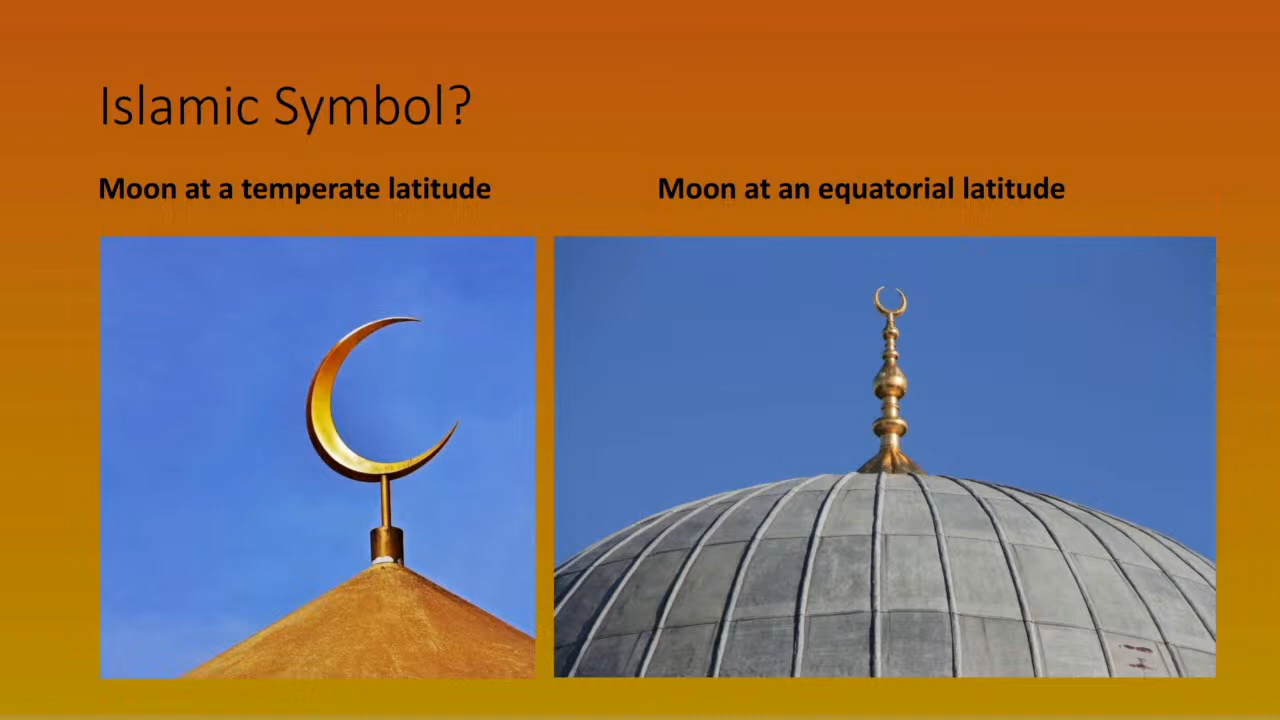 Islamic Symbol?
Moon at a temperate latitude
Moon at an equatorial latitude